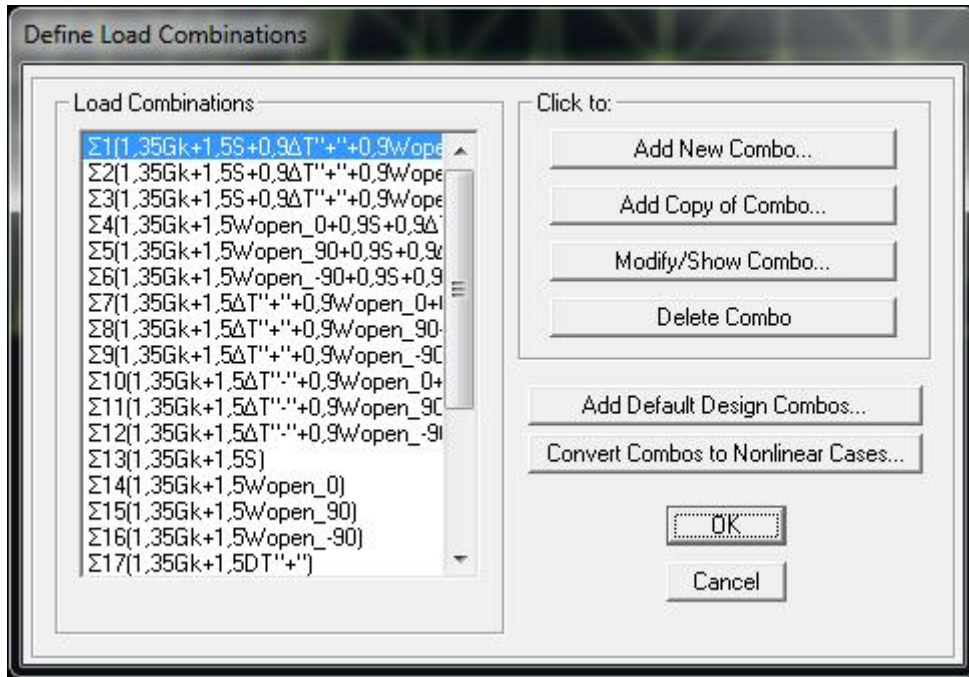 Define Load Combinations
Load Combinations
Σ1(1,35Gk+1,5S+0,9ΔT"+"+0,9Wope
Σ2(1,35Gk+1,5S+0,9ΔT"+"+0,9Wope
Σ3(1,35Gk+1,5S+0,9ΔT"+"+0,9Wope
Σ4(1,35Gk+1,5Wopen_0+0,9S+0,9Δ
Σ5(1,35Gk+1,5Wopen_90+0,9S+0,9
Σ6(1,35Gk+1,5Wopen_-90+0,9S+0,9
Σ7(1,35Gk+1,5ΔT"+"+0,9Wopen_0+
Σ8(1,35Gk+1,5ΔT"+"+0,9Wopen_90
Σ9(1,35Gk+1,5ΔT"+"+0,9Wopen_-90
Σ10(1,35Gk+1,5ΔT"-"+0,9Wopen_0+
Σ11(1,35Gk+1,5ΔT"-"+0,9Wopen_90
Σ12(1,35Gk+1,5ΔT"-"+0,9Wopen_-9
Σ13(1,35Gk+1,5S)
Σ14(1,35Gk+1,5Wopen_0)
Σ15(1,35Gk+1,5Wopen_90)
Σ16(1,35Gk+1,5Wopen_-90)
Σ17(1,35Gk+1,5DT"+")
Click to:
Add New Combo...
Add Copy of Combo...
Modify/Show Combo...
Delete Combo
Add Default Design Combos...
Convert Combos to Nonlinear Cases...
OK
Cancel